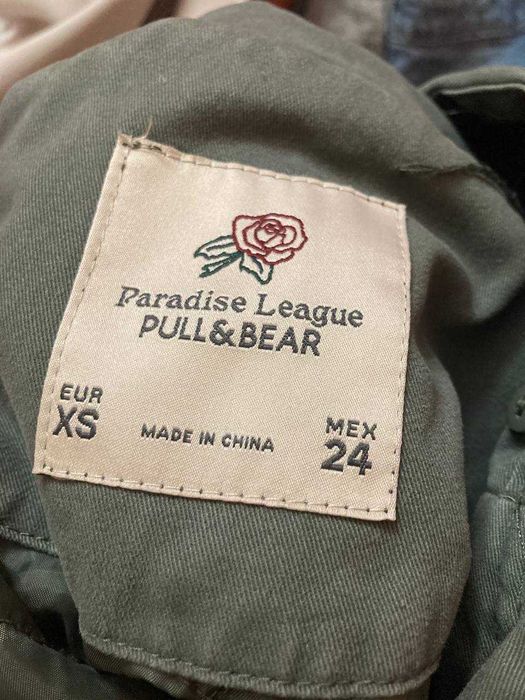 Paradise League
PULL&BEAR
EUR
XS
MADE IN CHINA
MEX
24